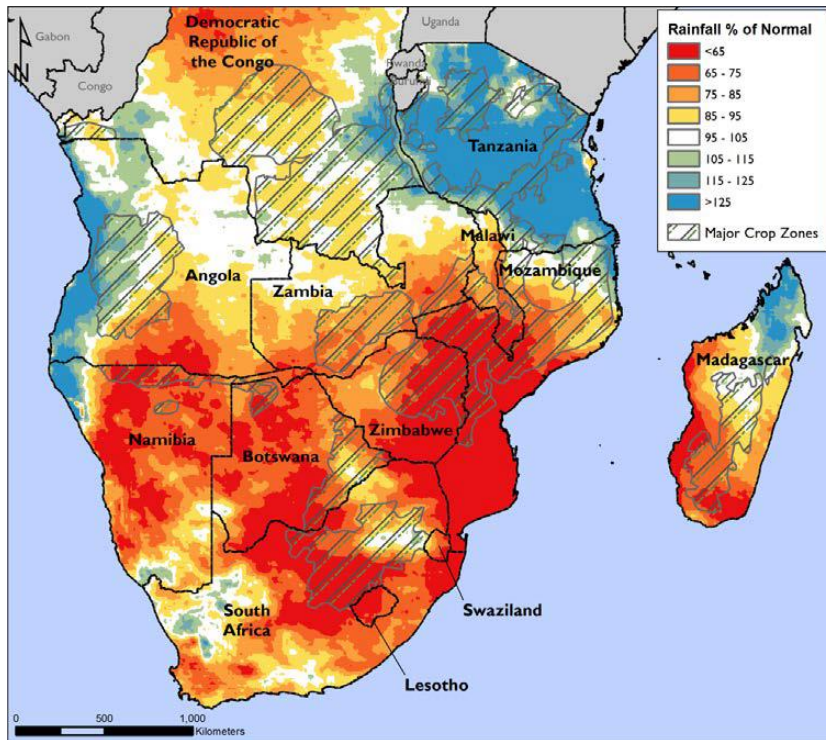 Democratic
Republic of
the Congo
Gabon
Congo
Uganda
Rwanda
Burundi
N
Tanzania
Angola
Zambia
Malawi
Mozambique
Madagascar
Namibia
Botswana
Zimbabwe
South
Africa
Swaziland
Lesotho
Rainfall % of Normal
<65
65 - 75
75 - 85
85 - 95
95 - 105
105 - 115
115 - 125
>125
Major Crop Zones
0 500 1,000
Kilometers